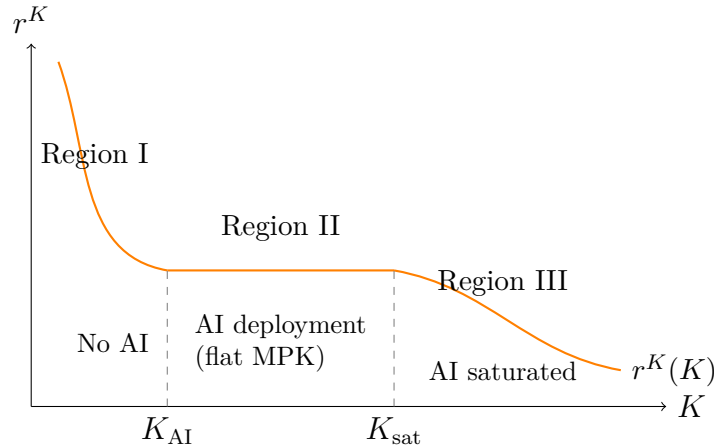 r^K
Region I
Region II
Region III
AI deployment
(flat MPK)
No AI
AI saturated
r^K(K)
K
K_AI
K_sat